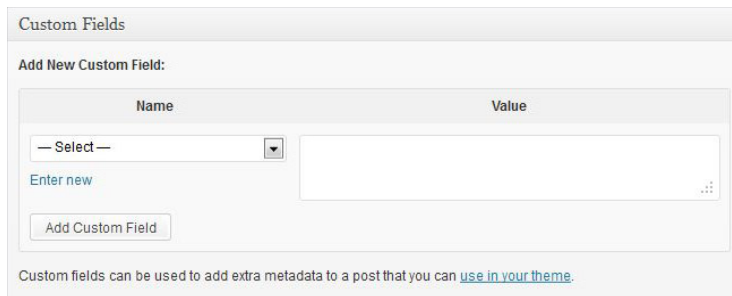 Custom Fields
Add New Custom Field:
Name Value
— Select —
Enter new
Add Custom Field
Custom fields can be used to add extra metadata to a post that you can use in your theme.